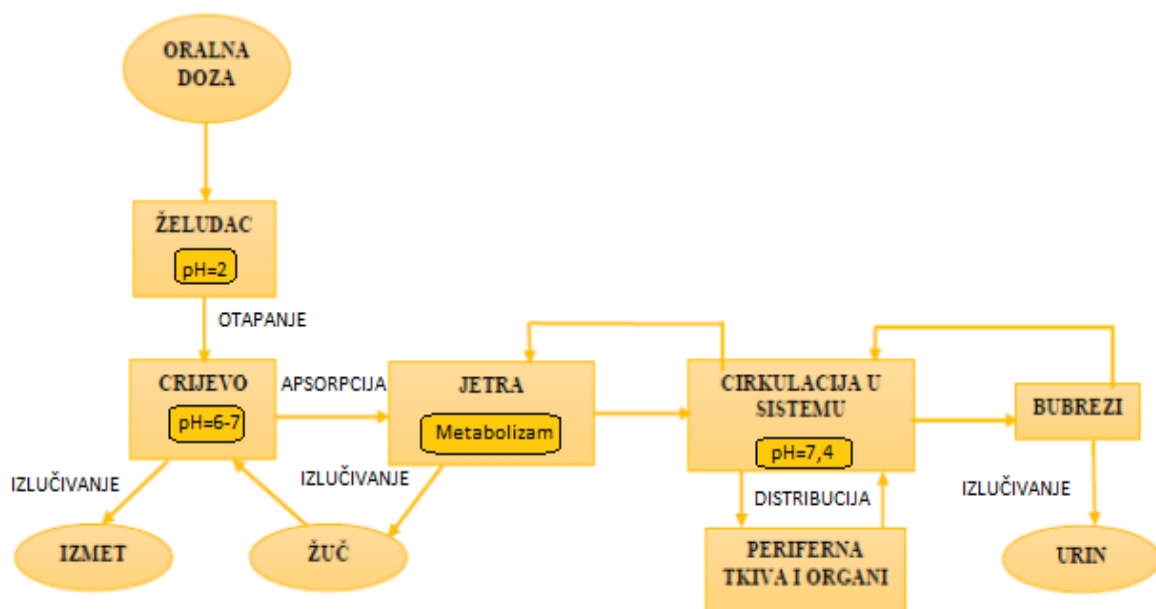 ORALNA
DOZA
ŽELUDAC
pH=2
OTAPANJE
CRIJEVO
pH=6-7
APSORPCIJA
JETRA
Metabolizam
CIRKULACIJA U
SISTEMU
pH=7,4
BUBREZI
IZLUČIVANJE
IZLUČIVANJE
DISTRIBUCIJA
IZLUČIVANJE
IZMET
ŽUČ
PERIFERNA
TKIVA I ORGANI
URIN